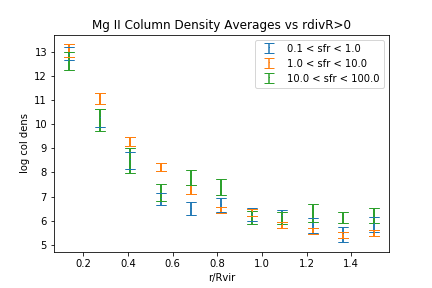 Mg II Column Density Averages vs rdivR>0
0.1 < sfr < 1.0
1.0 < sfr < 10.0
10.0 < sfr < 100.0
log col dens
13
12
11
10
9
8
7
6
5
0.2 0.4 0.6 0.8 1.0 1.2 1.4
r/Rvir